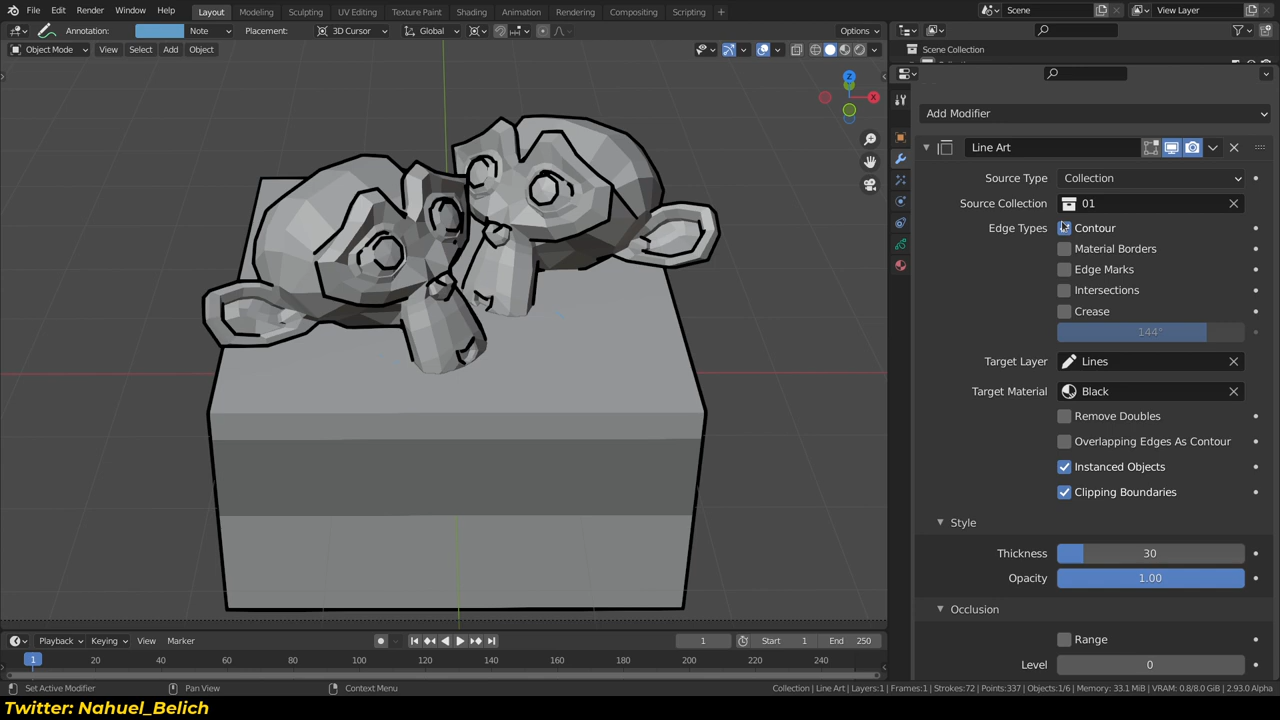 File Edit Render Window Help Layout Modeling Sculpting UV Editing Texture Paint Shading Animation Rendering Compositing Scripting + Scene View Layer
Annotation: Note Placement: 3D Cursor Global Options
Object Mode View Select Add Object
Scene Collection
Z
X
Add Modifier
Line Art
Source Type Collection
Source Collection 01
Edge Types Contour
Material Borders
Edge Marks
Intersections
Crease
144°
Target Layer Lines
Target Material Black
Remove Doubles
Overlapping Edges As Contour
Instanced Objects
Clipping Boundaries
Style
Thickness 30
Opacity 1.00
Occlusion
Range
Level 0
Playback Keying View Marker 1 Start 1 End 250
1 20 40 60 80 100 120 140 160 180 200 220 240
Set Active Modifier Pan View Context Menu Collection | Line Art | Layers:1 | Frames:1 | Strokes:72 | Points:337 | Objects:1/6 | Memory: 33.1 MiB | VRAM: 0.8/8.0 GiB | 2.93.0 Alpha
Twitter: Nahuel_Belich